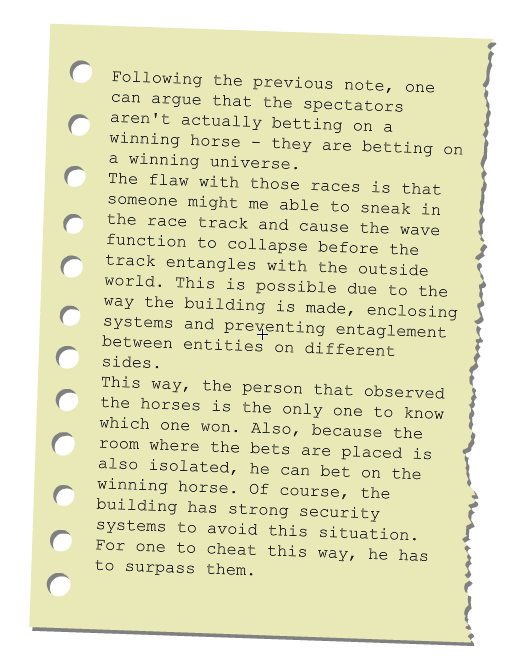 Following the previous note, one
can argue that the spectators
aren't actually betting on a
winning horse - they are betting on
a winning universe.
The flaw with those races is that
someone might me able to sneak in
the race track and cause the wave
function to collapse before the
track entangles with the outside
world. This is possible due to the
way the building is made, enclosing
systems and preventing entaglement
between entities on different
sides.
This way, the person that observed
the horses is the only one to know
which one won. Also, because the
room where the bets are placed is
also isolated, he can bet on the
winning horse. Of course, the
building has strong security
systems to avoid this situation.
For one to cheat this way, he has
to surpass them.